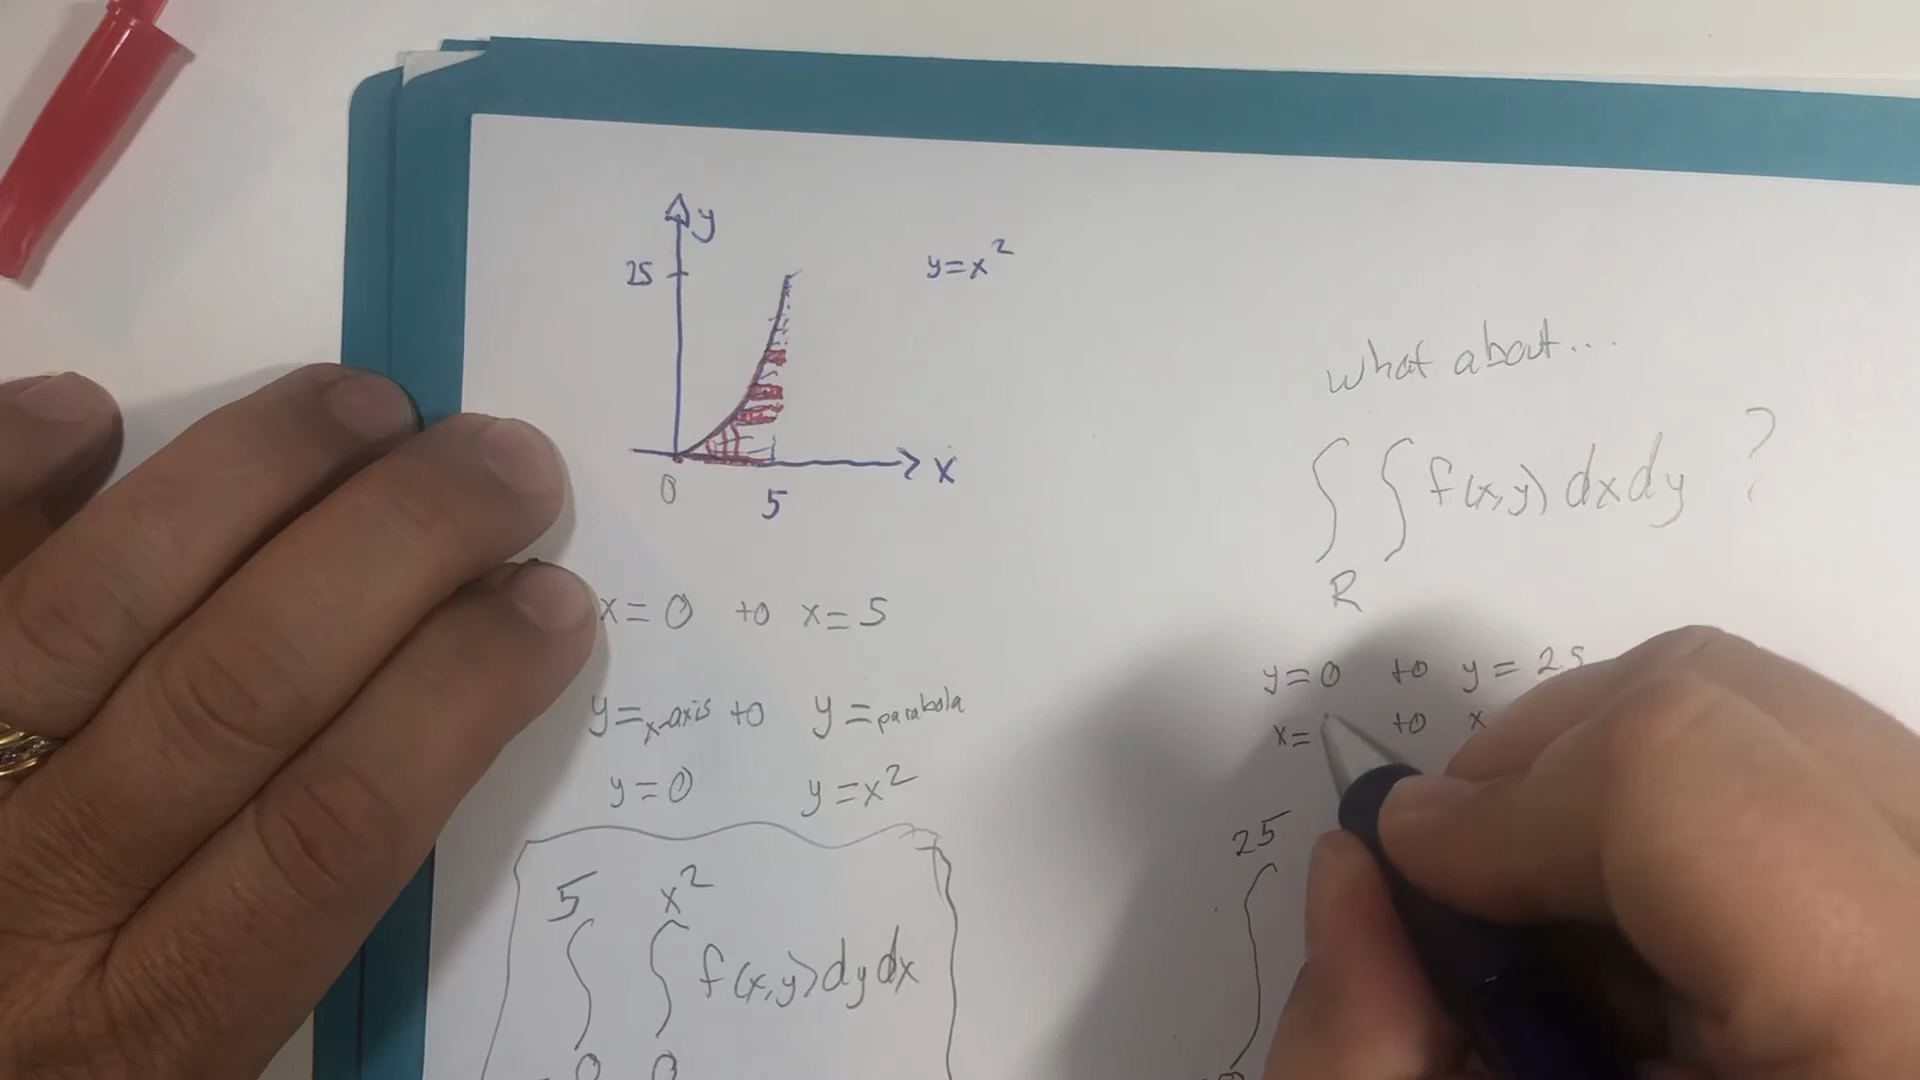 y
25
y=x²
x
0
5
what about...
∫∫ f(x,y) dx dy ?
R
x=0 to x=5
y=x-axis to y=parabola
y=0 y=x²
5 x²
∫ ∫ f(x,y) dy dx
0 0
y=0 to y=25
x= to x
25
∫